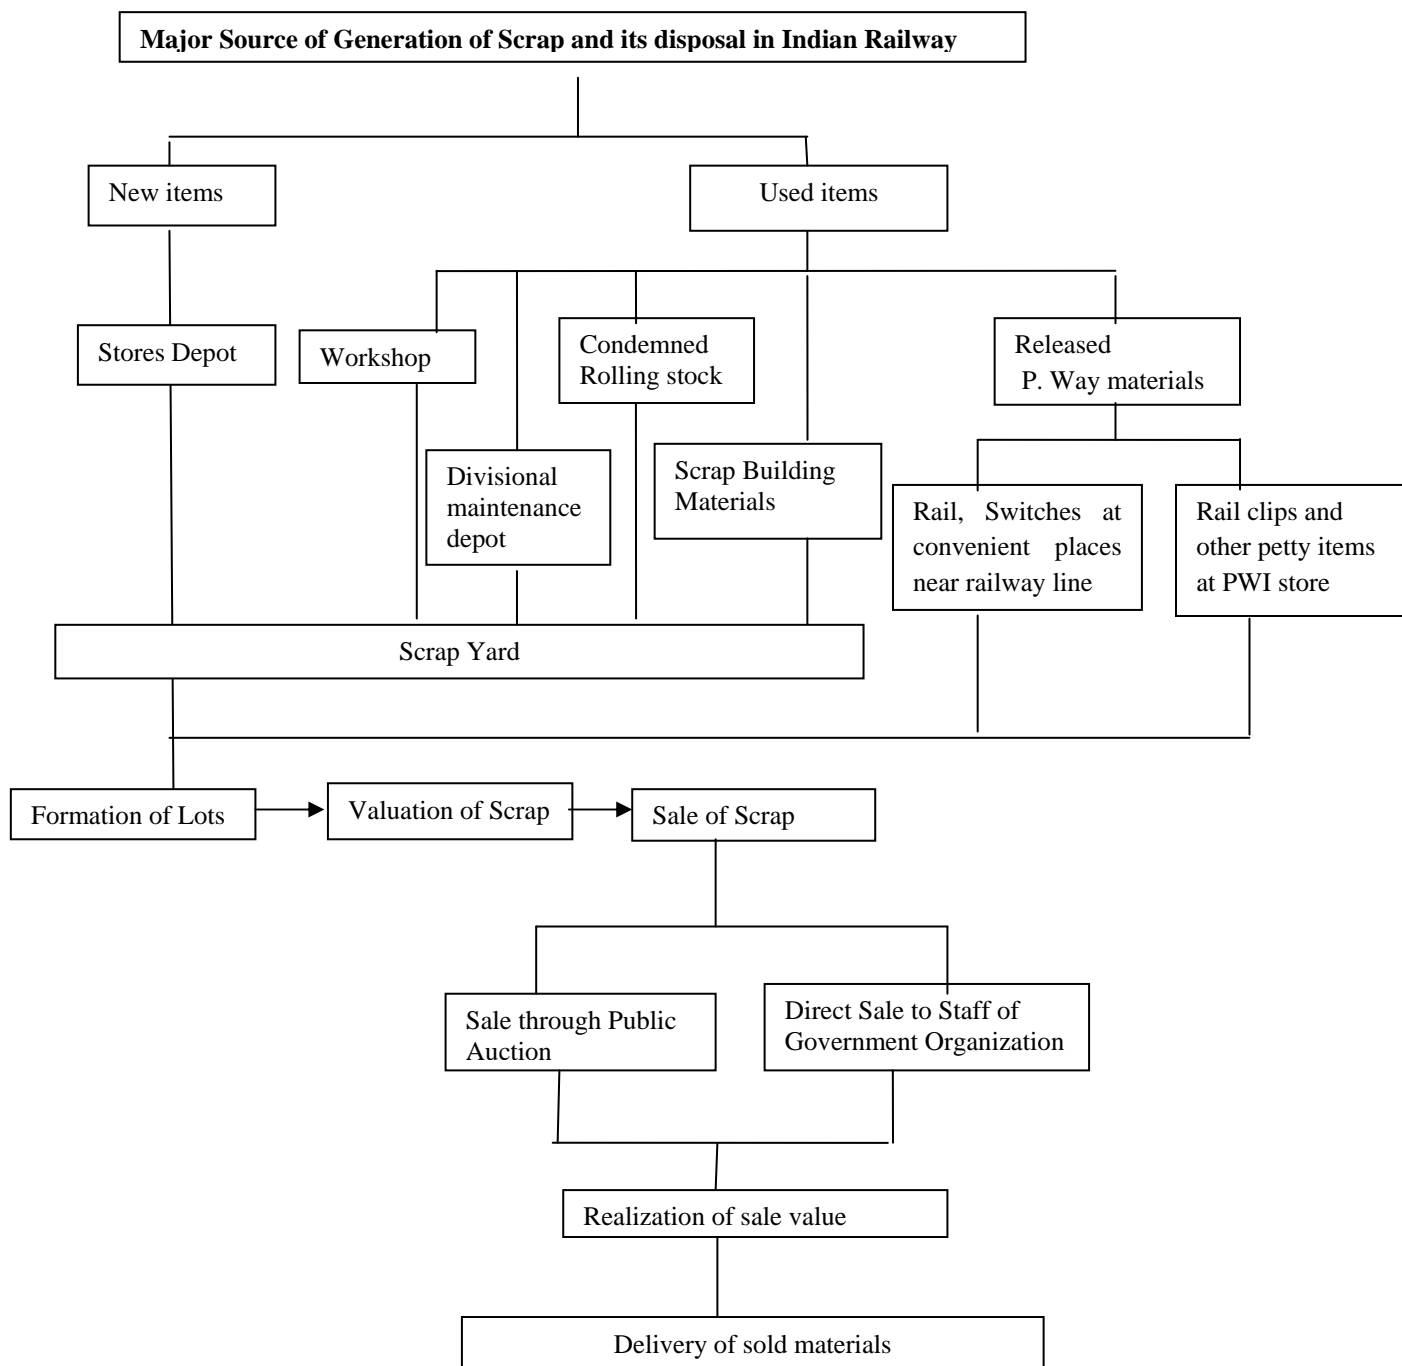 Major Source of Generation of Scrap and its disposal in Indian Railway
New items
Used items
Stores Depot
Workshop
Condemned
Rolling stock
Released
P. Way materials
Divisional
maintenance
depot
Scrap Building
Materials
Rail, Switches at
convenient places
near railway line
Rail clips and
other petty items
at PWI store
Scrap Yard
Formation of Lots
Valuation of Scrap
Sale of Scrap
Sale through Public
Auction
Direct Sale to Staff of
Government Organization
Realization of sale value
Delivery of sold materials